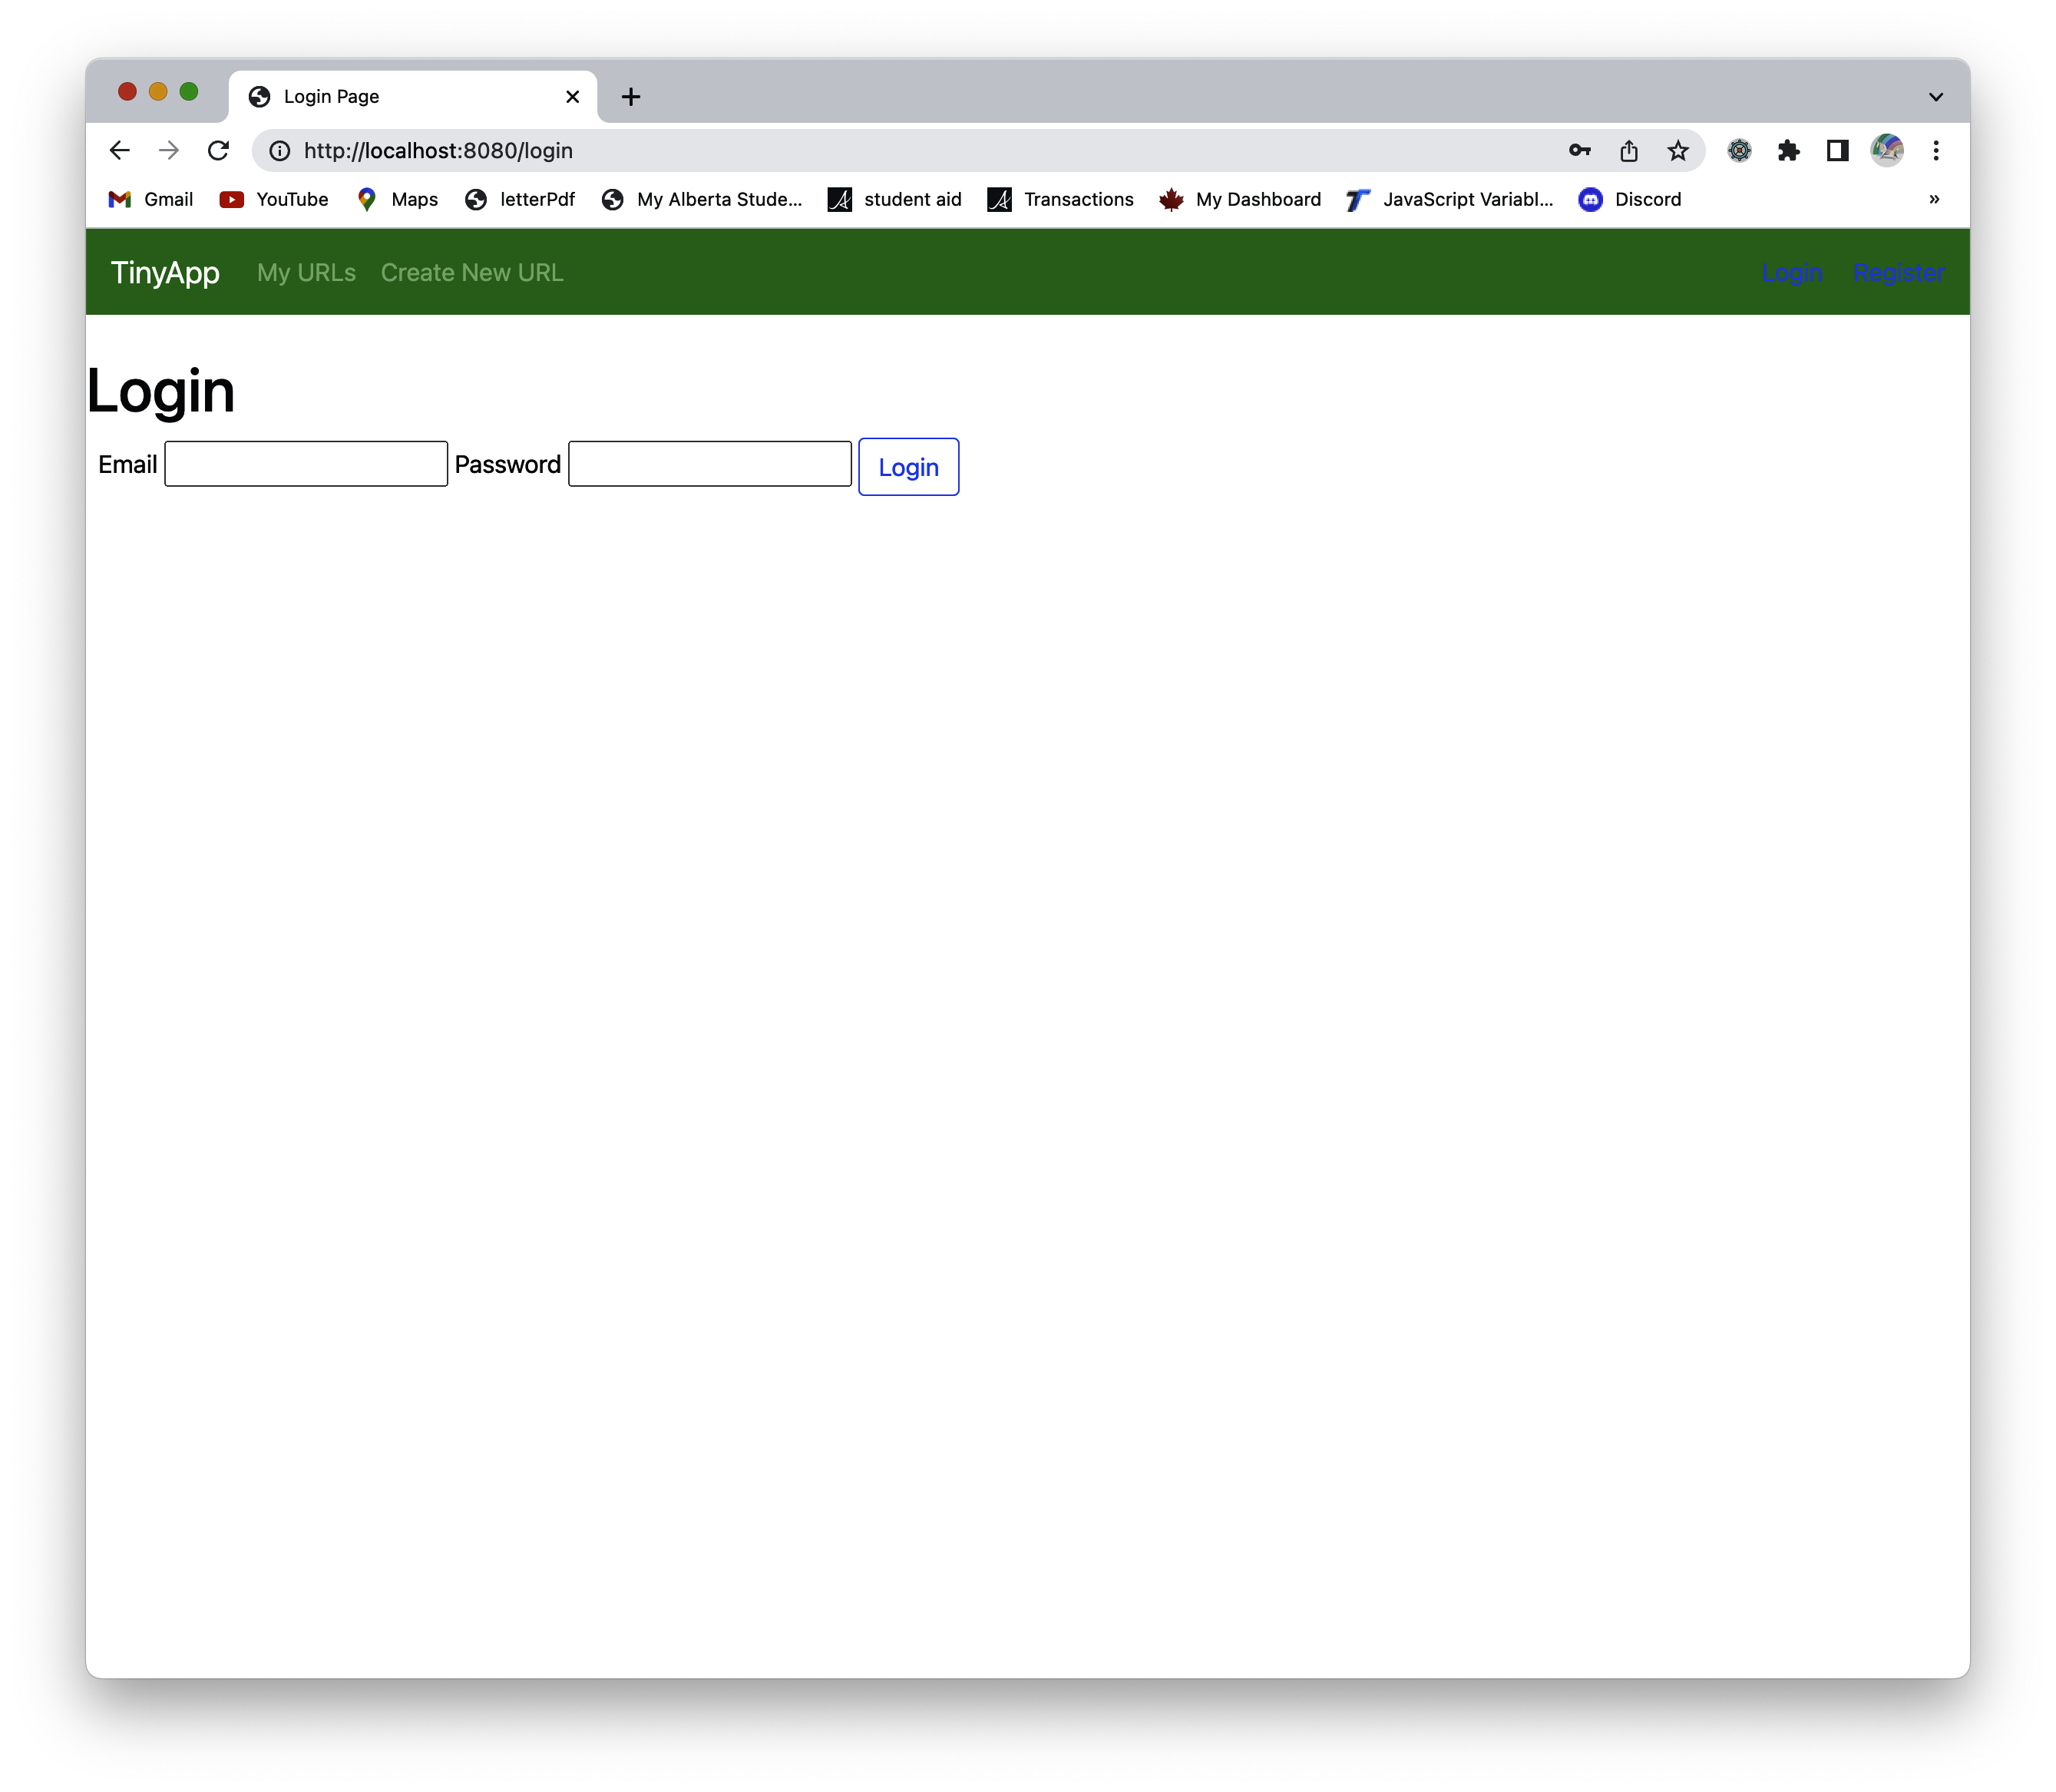 Login Page
http://localhost:8080/login
Gmail YouTube Maps letterPdf My Alberta Stude... student aid Transactions My Dashboard JavaScript Variabl... Discord »
TinyApp My URLs Create New URL Login Register
Login
Email Password Login